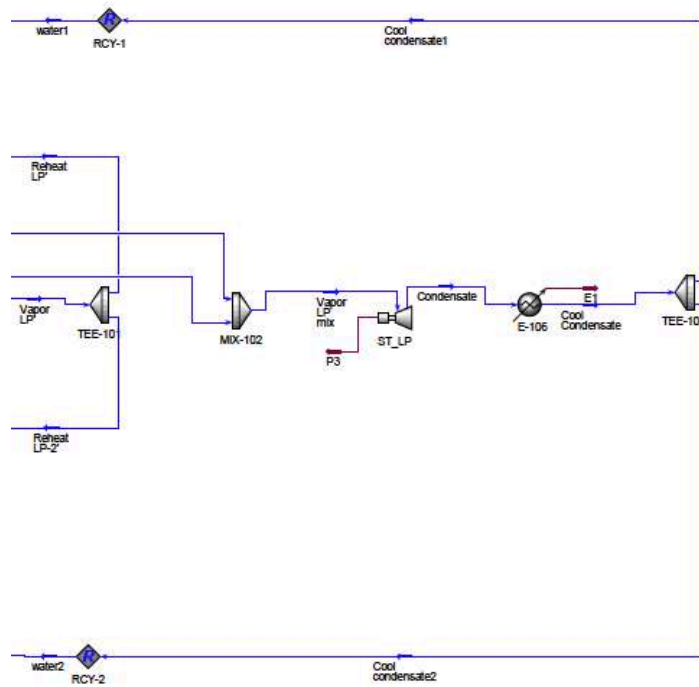 R
water1
RCY-1
Cool
condensate1
Reheat
LP'
Vapor
LP'
TEE-101
MIX-102
Vapor
LP
mix
P3
ST_LP
Condensate
E-106
E1
Cool
Condensate
TEE-10
Reheat
LP-2'
R
water2
RCY-2
Cool
condensate2